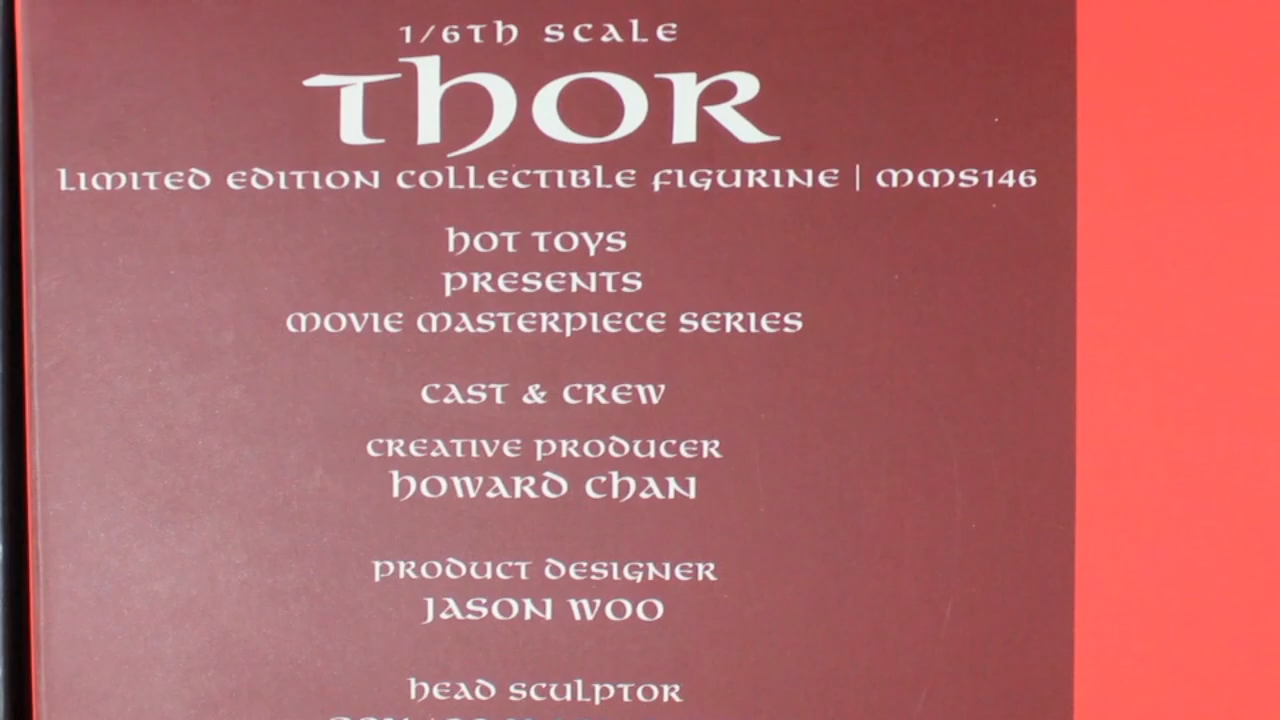 1/6th SCALE
THOR
LIMITED EDITION COLLECTIBLE FIGURINE | MMS146
HOT TOYS
PRESENTS
MOVIE MASTERPIECE SERIES
CAST & CREW
CREATIVE PRODUCER
HOWARD CHAN
PRODUCT DESIGNER
JASON WOO
HEAD SCULPTOR